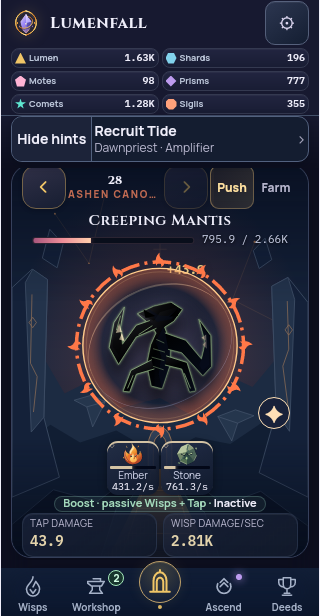 LUMENFALL
Lumen 1.63K
Shards 196
Motes 98
Prisms 777
Comets 1.28K
Sigils 355
Hide hints
Recruit Tide
Dawnpriest · Amplifier
28
ASHEN CANO…
Push
Farm
CREEPING MANTIS
795.9 / 2.66K
Ember
431.2/s
Stone
761.3/s
Boost · passive Wisps + Tap · Inactive
TAP DAMAGE
43.9
WISP DAMAGE/SEC
2.81K
Wisps
2
Workshop
Ascend
Deeds